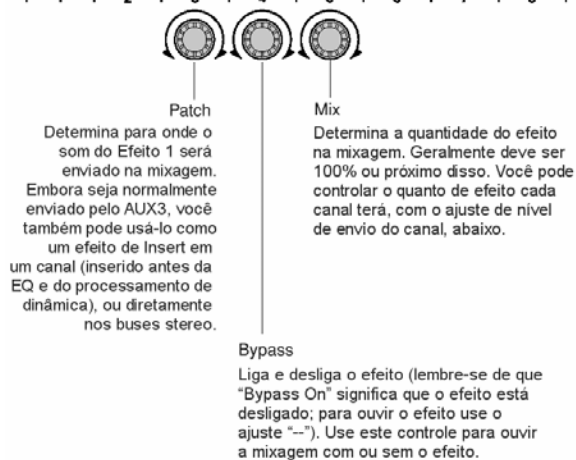 Patch
Determina para onde o
som do Efeito 1 será
enviado na mixagem.
Embora seja normalmente
enviado pelo AUX3, você
também pode usá-lo como
um efeito de Insert em
um canal (inserido antes da
EQ e do processamento de
dinâmica), ou diretamente
nos buses stereo.
Mix
Determina a quantidade do efeito
na mixagem. Geralmente deve ser
100% ou próximo disso. Você pode
controlar o quanto de efeito cada
canal terá, com o ajuste de nível
de envio do canal, abaixo.
Bypass
Liga e desliga o efeito (lembre-se de que
“Bypass On” significa que o efeito está
desligado; para ouvir o efeito use o
ajuste “--”). Use este controle para ouvir
a mixagem com ou sem o efeito.